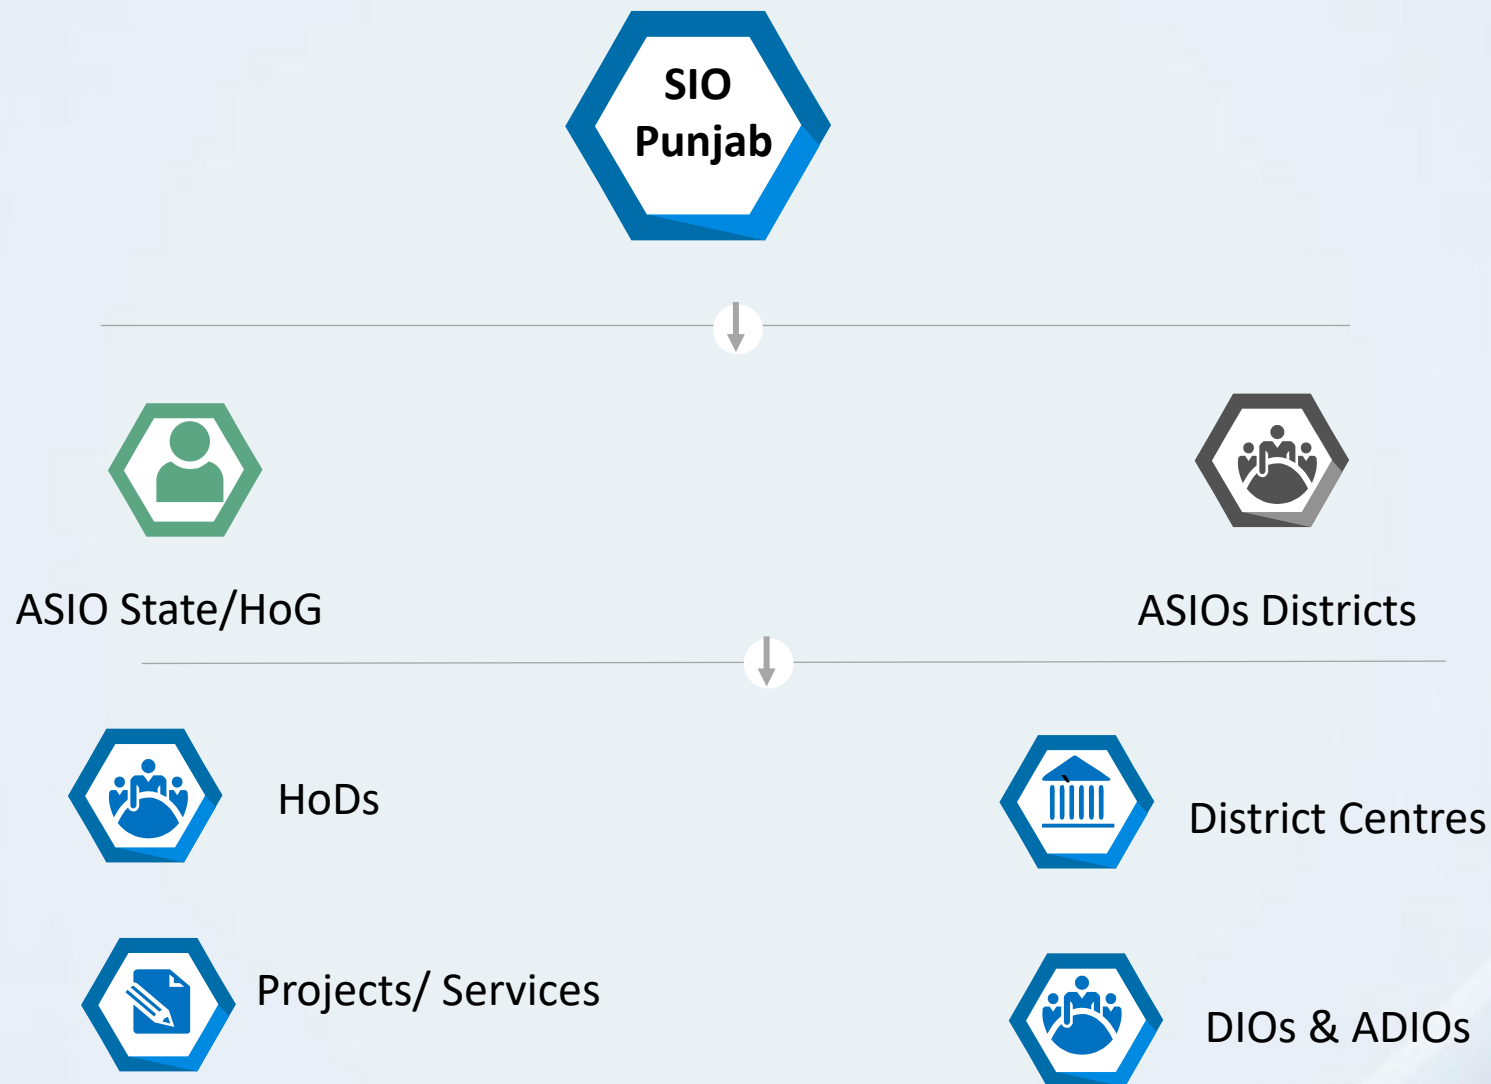 SIO
Punjab
ASIO State/HoG
ASIOs Districts
HoDs
District Centres
Projects/ Services
DIOs & ADIOs